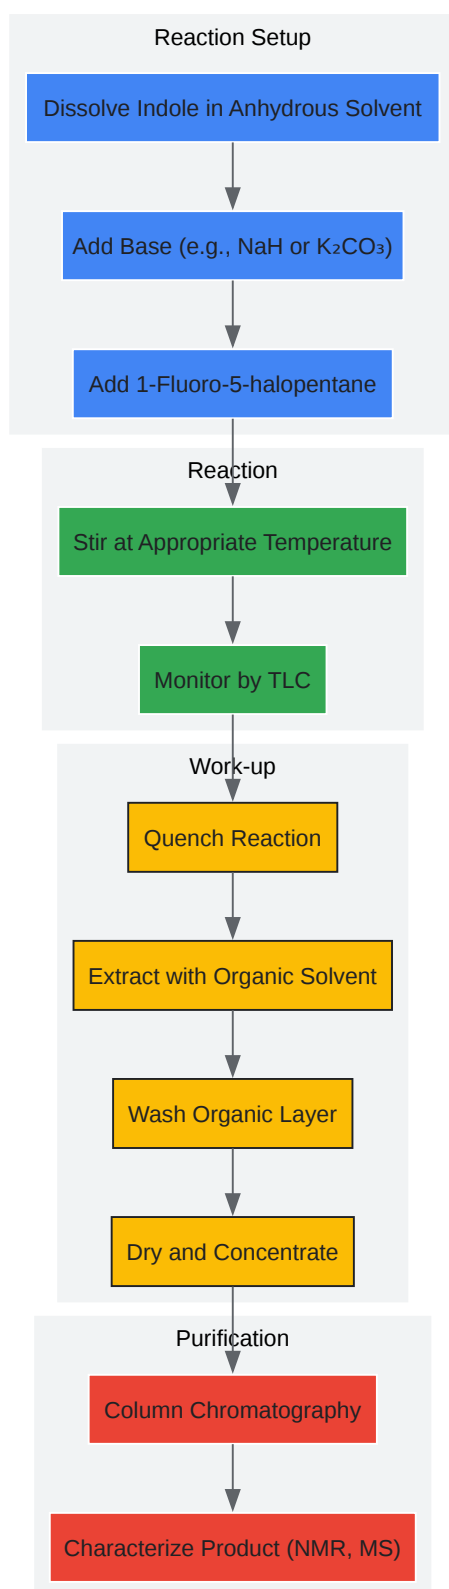 Reaction Setup
Dissolve Indole in Anhydrous Solvent
Add Base (e.g., NaH or K₂CO₃)
Add 1-Fluoro-5-halopentane
Reaction
Stir at Appropriate Temperature
Monitor by TLC
Work-up
Quench Reaction
Extract with Organic Solvent
Wash Organic Layer
Dry and Concentrate
Purification
Column Chromatography
Characterize Product (NMR, MS)